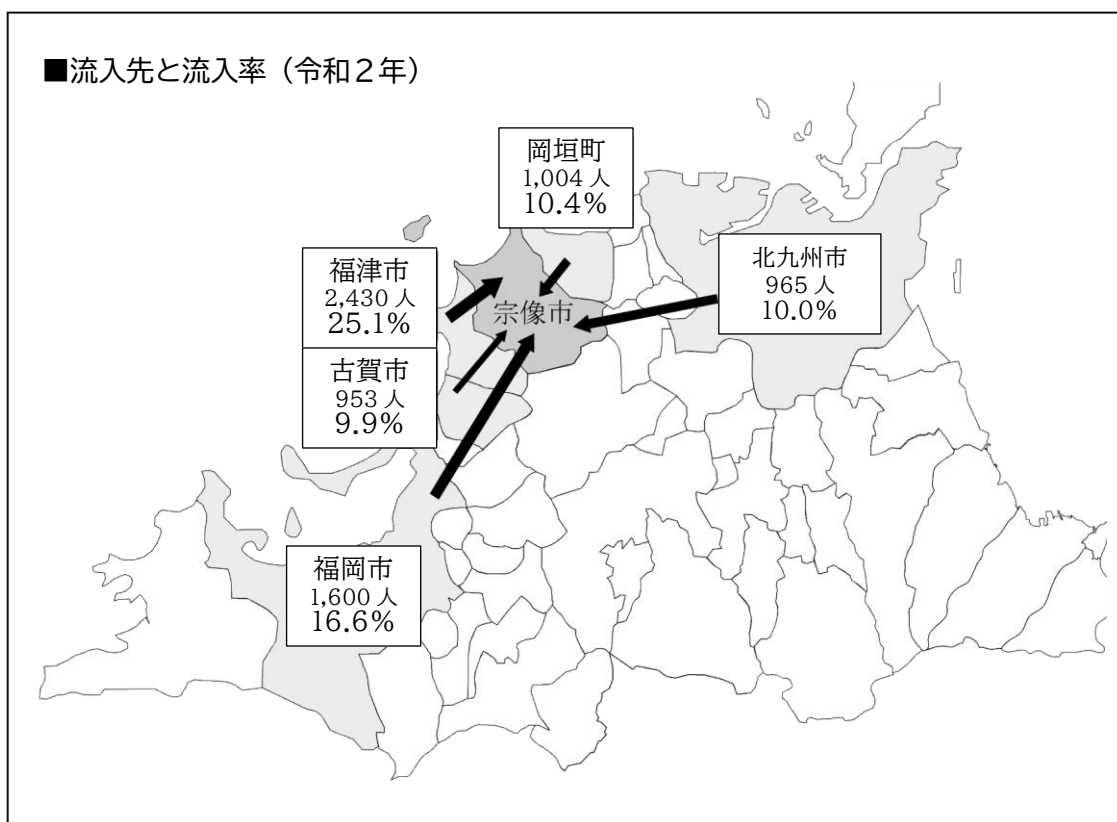 ■流入先と流入率（令和２年）
岡垣町
1,004 人
10.4%
福津市
2,430 人
25.1%
北九州市
965 人
10.0%
宗像市
古賀市
953 人
9.9%
福岡市
1,600 人
16.6%